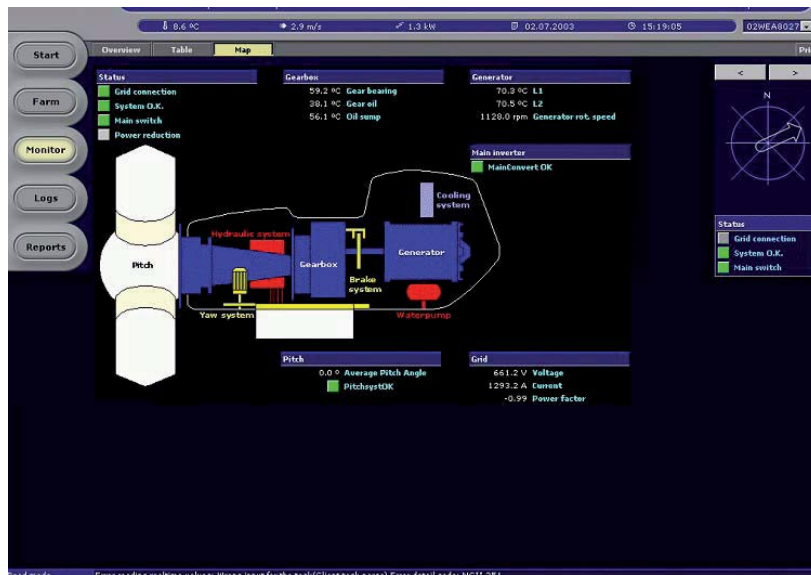 8.6 ºC 2.9 m/s 1.3 kW 02.07.2003 15:19:05 02WEA8027
Start
Farm
Monitor
Logs
Reports
Overview Table Map Pri
Status
Grid connection
System O.K.
Main switch
Power reduction
Gearbox
59.2 ºC Gear bearing
38.1 ºC Gear oil
56.1 ºC Oil sump
Generator
70.3 ºC L1
70.5 ºC L2
1128.0 rpm Generator rot. speed
Main inverter
MainConvert OK
Cooling
system
Hydraulic system
Pitch
Gearbox
Generator
Brake
system
Yaw system
Waterpump
Pitch
0.0 º Average Pitch Angle
PitchsystOK
Grid
661.2 V Voltage
1293.2 A Current
-0.99 Power factor
< >
N
Status
Grid connection
System O.K.
Main switch